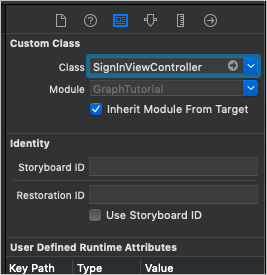 Custom Class
Class SignInViewController
Module GraphTutorial
Inherit Module From Target
Identity
Storyboard ID
Restoration ID
Use Storyboard ID
User Defined Runtime Attributes
Key Path Type Value